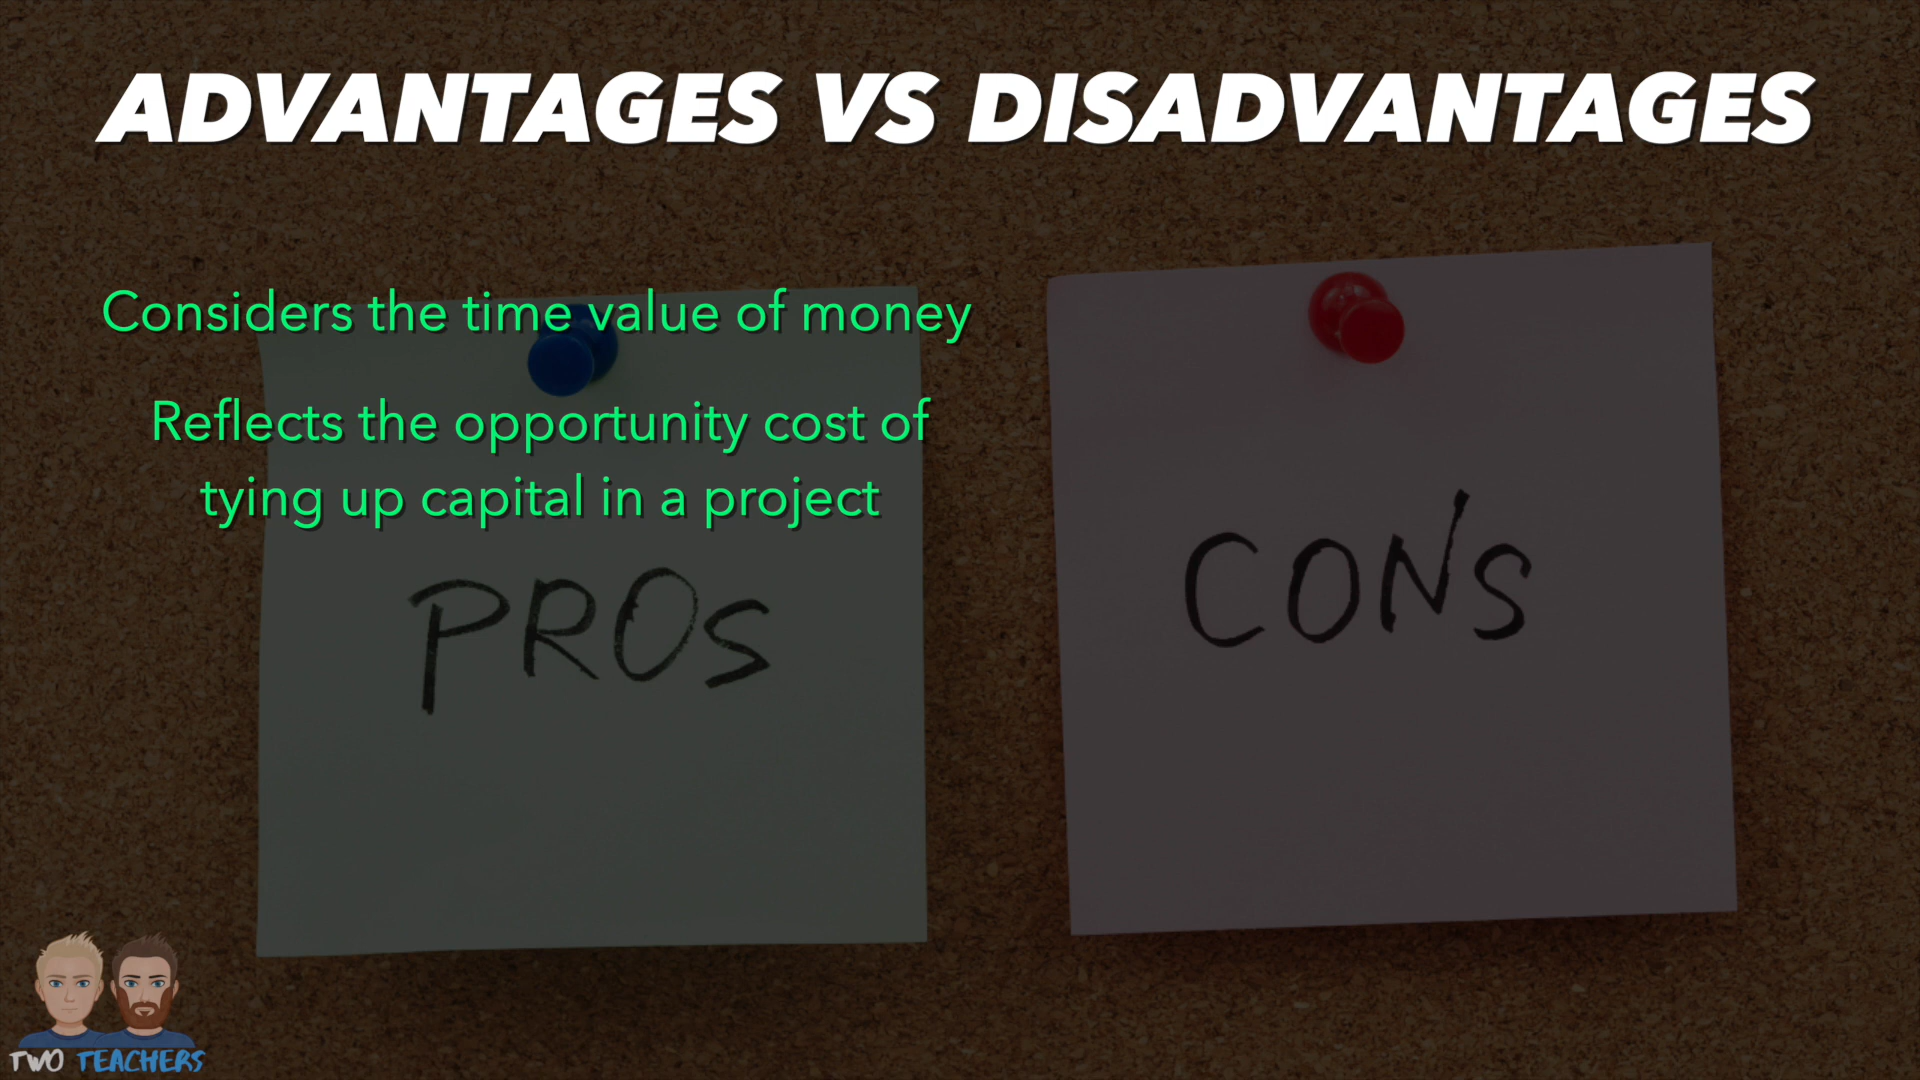 ADVANTAGES VS DISADVANTAGES
Considers the time value of money
Reflects the opportunity cost of
tying up capital in a project
PROS
CONS
TWO TEACHERS